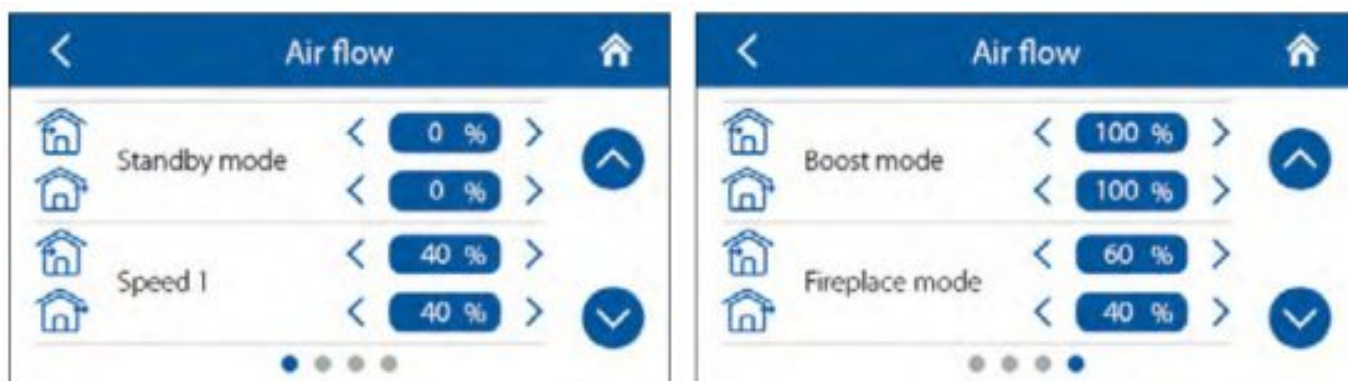 Air flow
Standby mode
0 %
0 %
Speed 1
40 %
40 %
Air flow
Boost mode
100 %
100 %
Fireplace mode
60 %
40 %